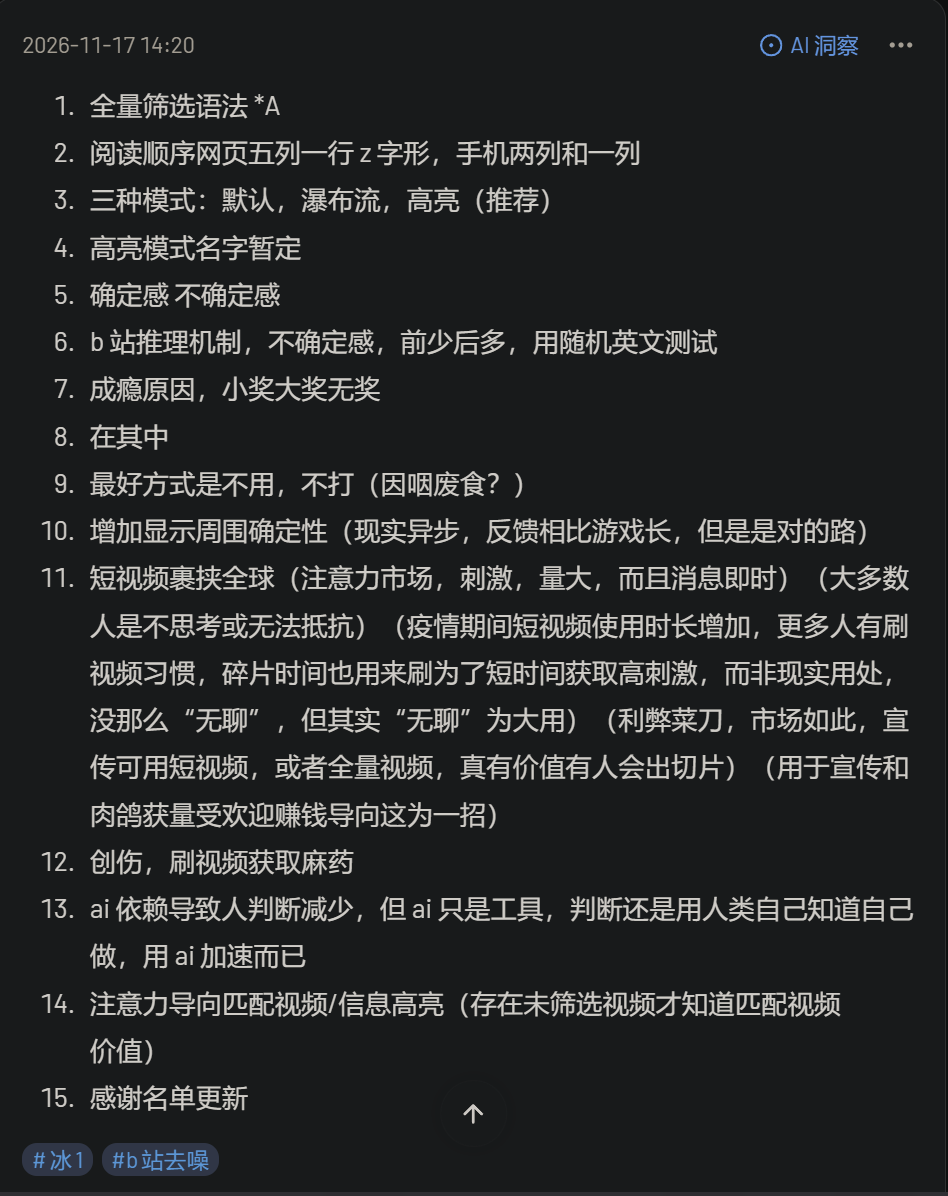 2026-11-17 14:20
AI 洞察
1. 全量筛选语法 *A
2. 阅读顺序网页五列一行 z 字形，手机两列和一列
3. 三种模式：默认，瀑布流，高亮（推荐）
4. 高亮模式名字暂定
5. 确定感 不确定感
6. b 站推理机制，不确定感，前少后多，用随机英文测试
7. 成瘾原因，小奖大奖无奖
8. 在其中
9. 最好方式是不用，不打（因咽废食？）
10. 增加显示周围确定性（现实异步，反馈相比游戏长，但是是对的路）
11. 短视频裹挟全球（注意力市场，刺激，量大，而且消息即时）（大多数
人是不思考或无法抵抗）（疫情期间短视频使用时长增加，更多人有刷
视频习惯，碎片时间也用来刷为了短时间获取高刺激，而非现实用处，
没那么“无聊”，但其实“无聊”为大用）（利弊菜刀，市场如此，宣
传可用短视频，或者全量视频，真有价值有人会出切片）（用于宣传和
肉鸽获量受欢迎赚钱导向这为一招）
12. 创伤，刷视频获取麻药
13. ai 依赖导致人判断减少，但 ai 只是工具，判断还是用人类自己知道自己
做，用 ai 加速而已
14. 注意力导向匹配视频/信息高亮（存在未筛选视频才知道匹配视频
价值）
15. 感谢名单更新
#冰1 #b站去噪